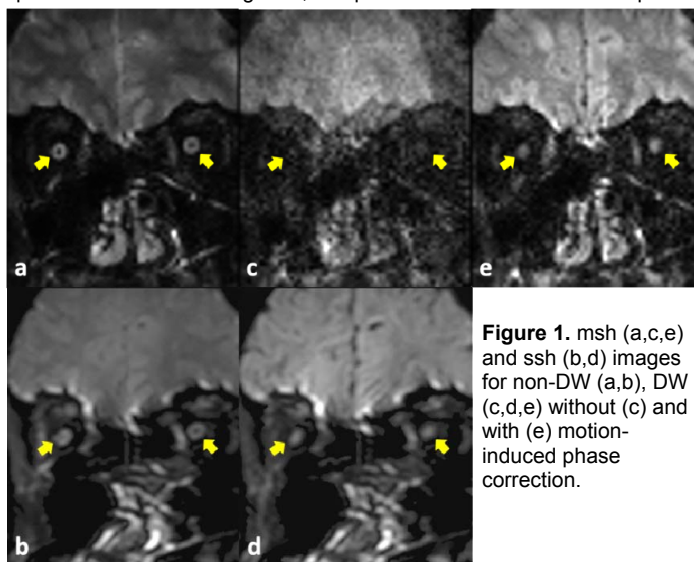 a
c
e
b
d
Figure 1. msh (a,c,e)
and ssh (b,d) images
for non-DW (a,b), DW
(c,d,e) without (c) and
with (e) motion-
induced phase
correction.